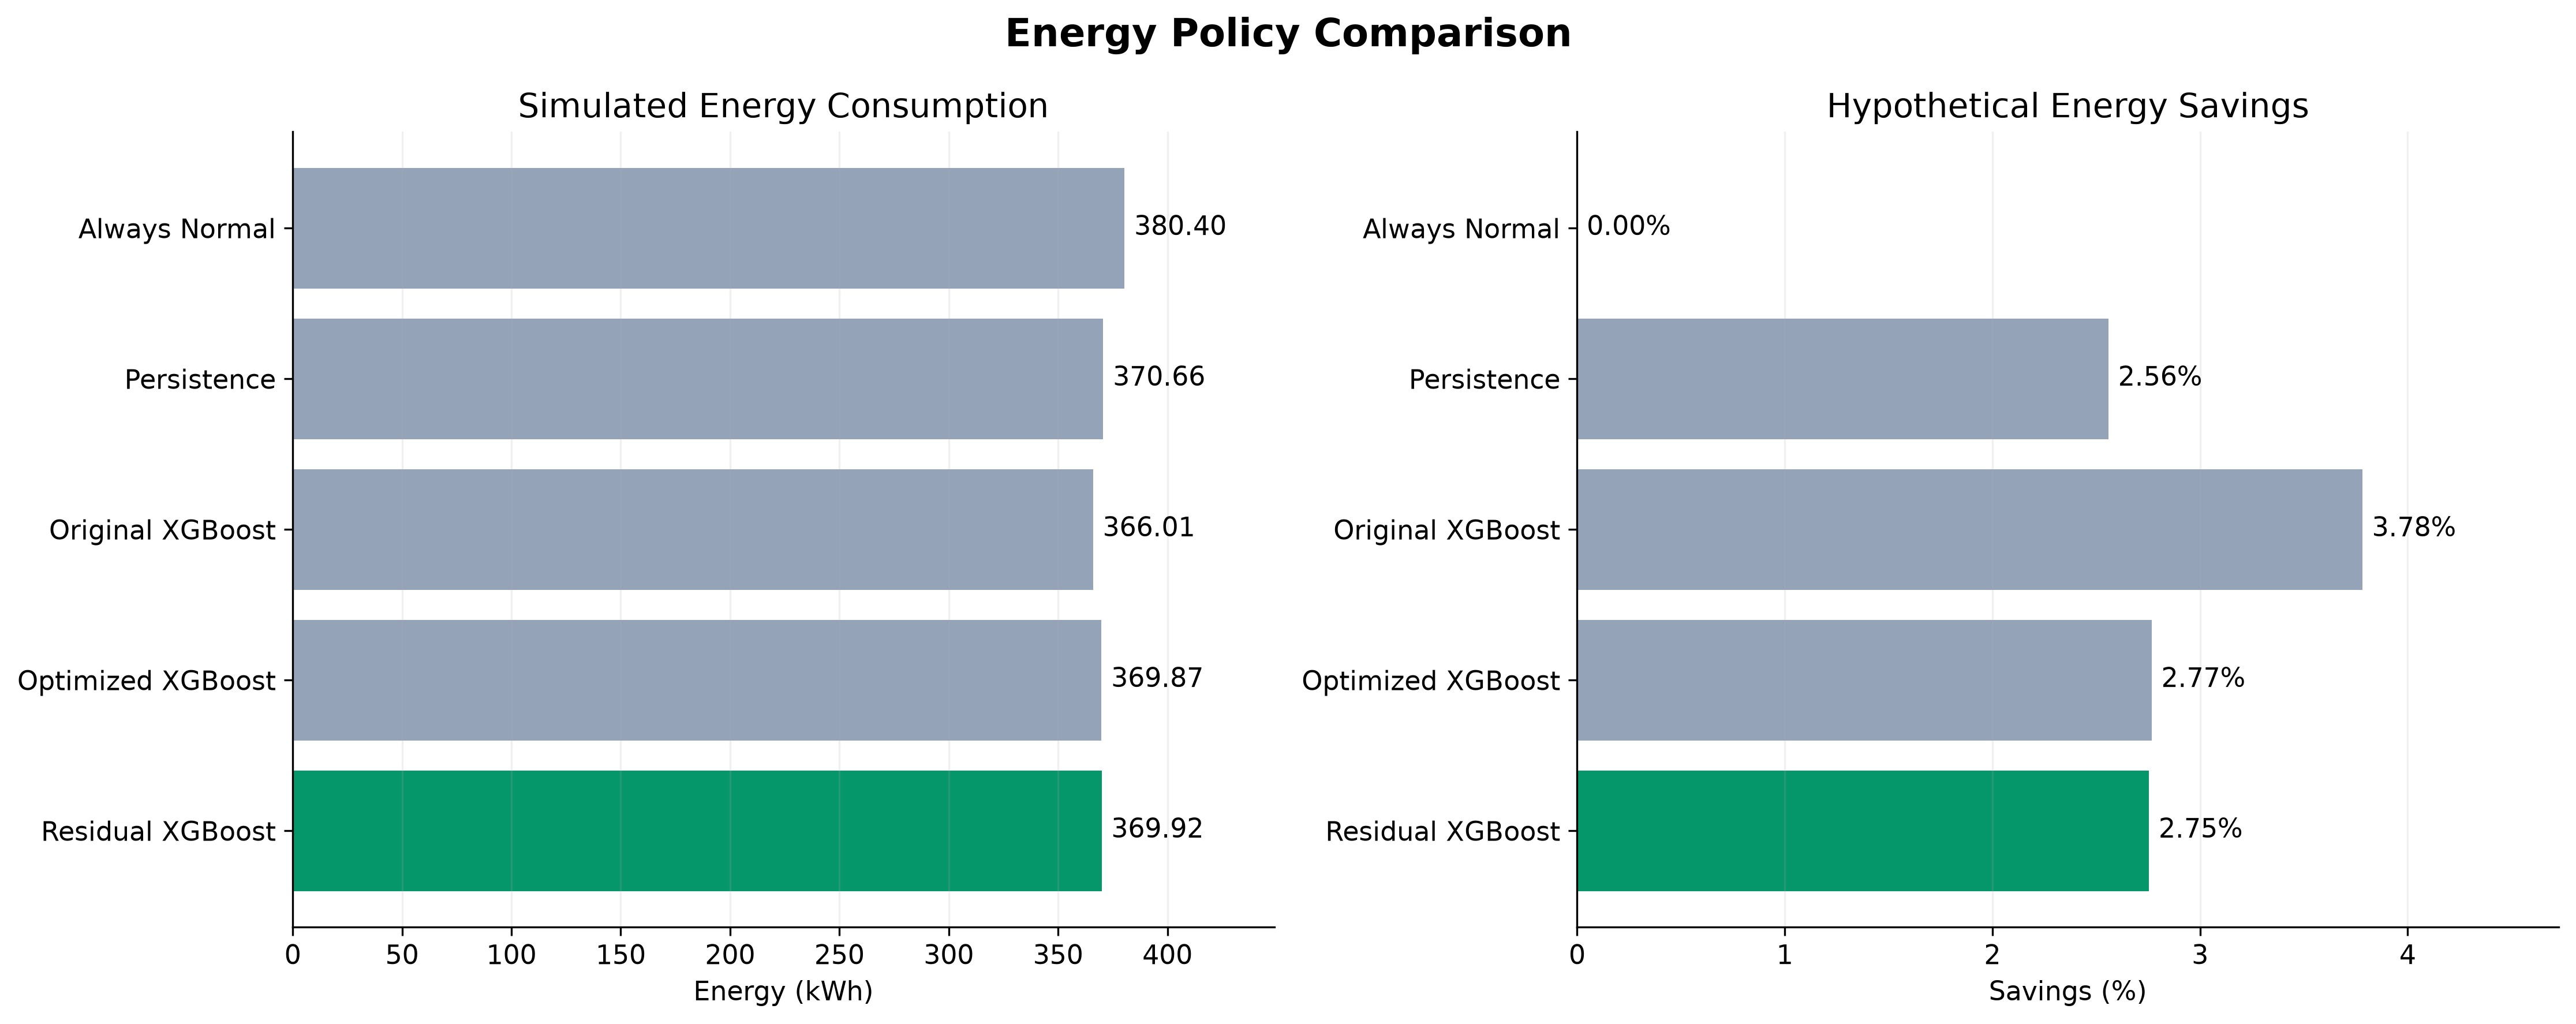 Energy Policy Comparison
Simulated Energy Consumption
Always Normal
380.40
Persistence
370.66
Original XGBoost
366.01
Optimized XGBoost
369.87
Residual XGBoost
369.92
0 50 100 150 200 250 300 350 400
Energy (kWh)
Hypothetical Energy Savings
Always Normal
0.00%
Persistence
2.56%
Original XGBoost
3.78%
Optimized XGBoost
2.77%
Residual XGBoost
2.75%
0 1 2 3 4
Savings (%)